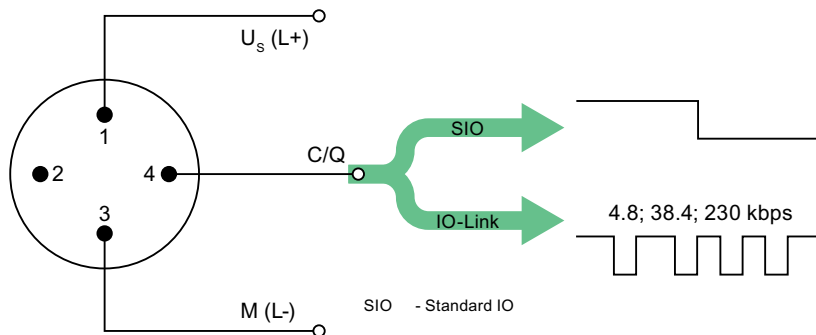 U_S (L+)
1
SIO
C/Q
2
4
3
IO-Link
4.8; 38.4; 230 kbps
M (L-)
SIO - Standard IO